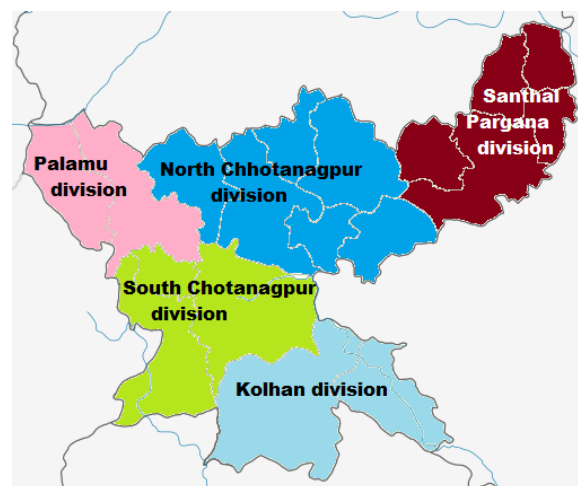 Santhal
Pargana
division
Palamu
division
North Chhotanagpur
division
South Chotanagpur
division
Kolhan division